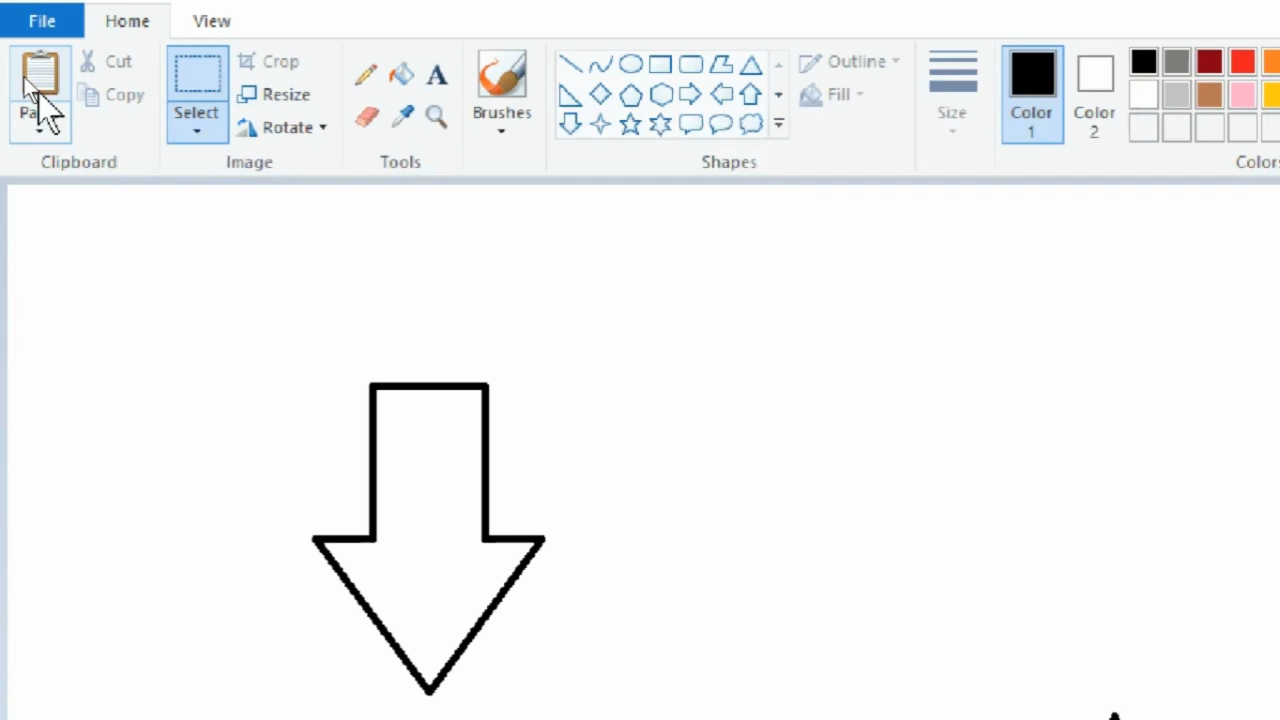 File Home View
Cut
Copy
Select
Crop
Resize
Rotate
A
Brushes
Outline
Fill
Size
Color
1
Color
2
Clipboard Image Tools Shapes